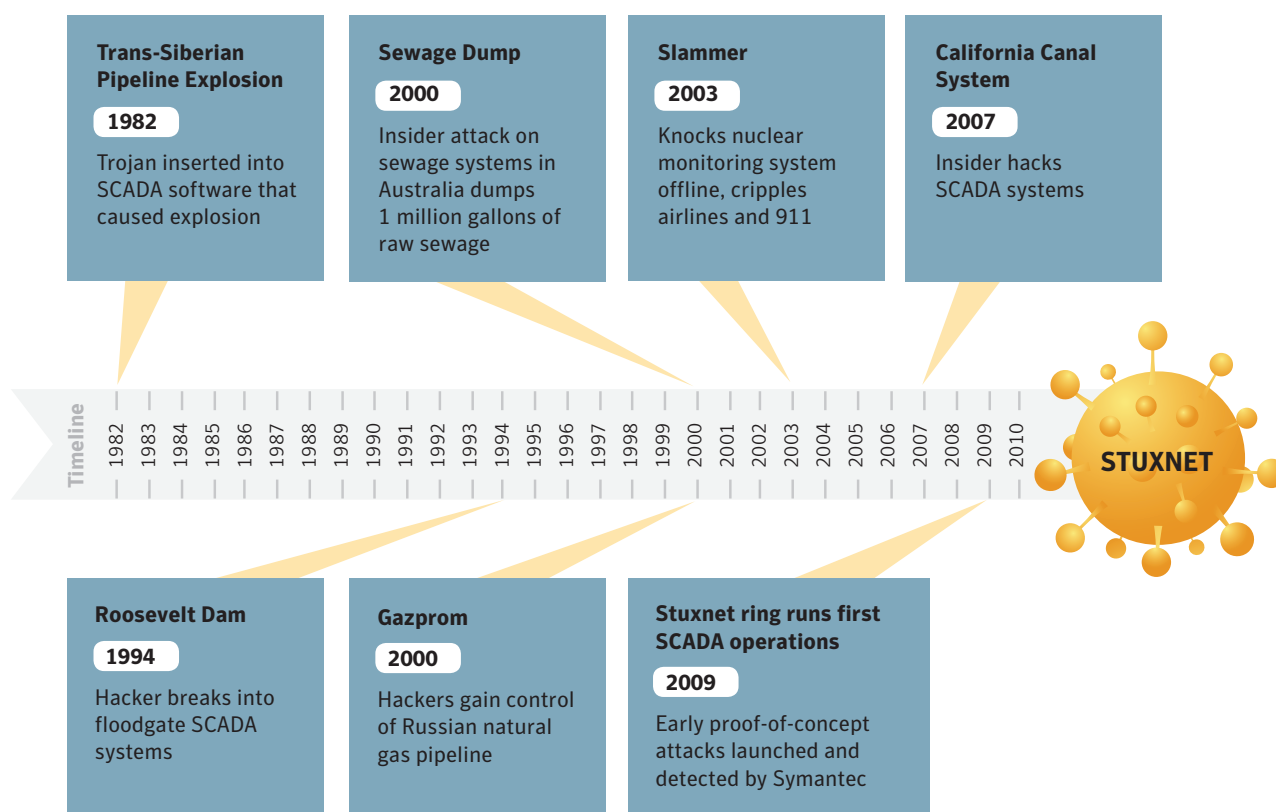 Trans-Siberian
Pipeline Explosion
1982
Trojan inserted into
SCADA software that
caused explosion
Sewage Dump
2000
Insider attack on
sewage systems in
Australia dumps
1 million gallons of
raw sewage
Slammer
2003
Knocks nuclear
monitoring system
offline, cripples
airlines and 911
California Canal
System
2007
Insider hacks
SCADA systems
Timeline
1982
1983
1984
1985
1986
1987
1988
1989
1990
1991
1992
1993
1994
1995
1996
1997
1998
1999
2000
2001
2002
2003
2004
2005
2006
2007
2008
2009
2010
STUXNET
Roosevelt Dam
1994
Hacker breaks into
floodgate SCADA
systems
Gazprom
2000
Hackers gain control
of Russian natural
gas pipeline
Stuxnet ring runs first
SCADA operations
2009
Early proof-of-concept
attacks launched and
detected by Symantec